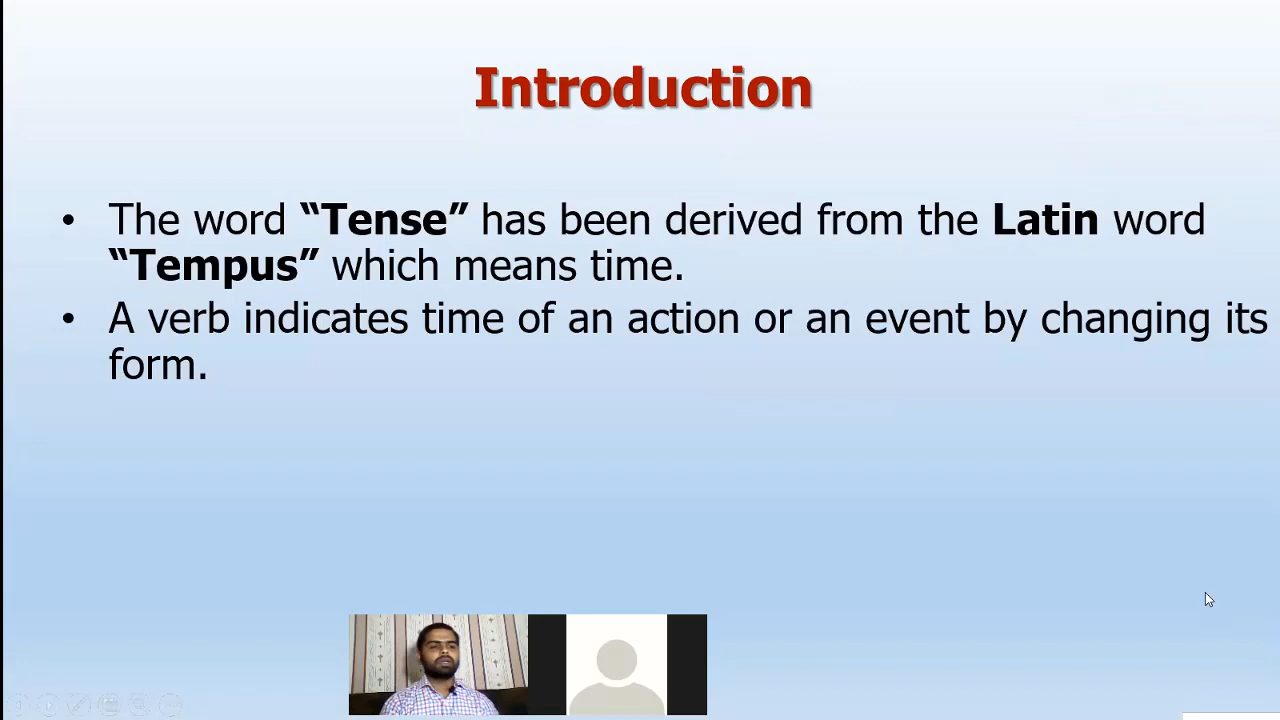 Introduction
• The word “Tense” has been derived from the Latin word
“Tempus” which means time.
• A verb indicates time of an action or an event by changing its
form.